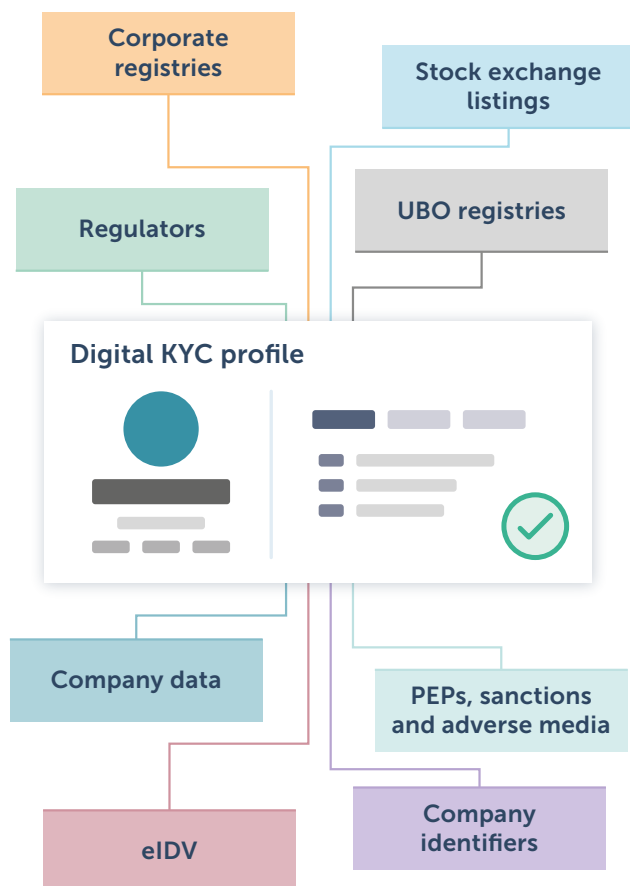 Corporate
registries
Stock exchange
listings
Regulators
UBO registries
Digital KYC profile
Company data
PEPs, sanctions
and adverse media
eIDV
Company
identifiers